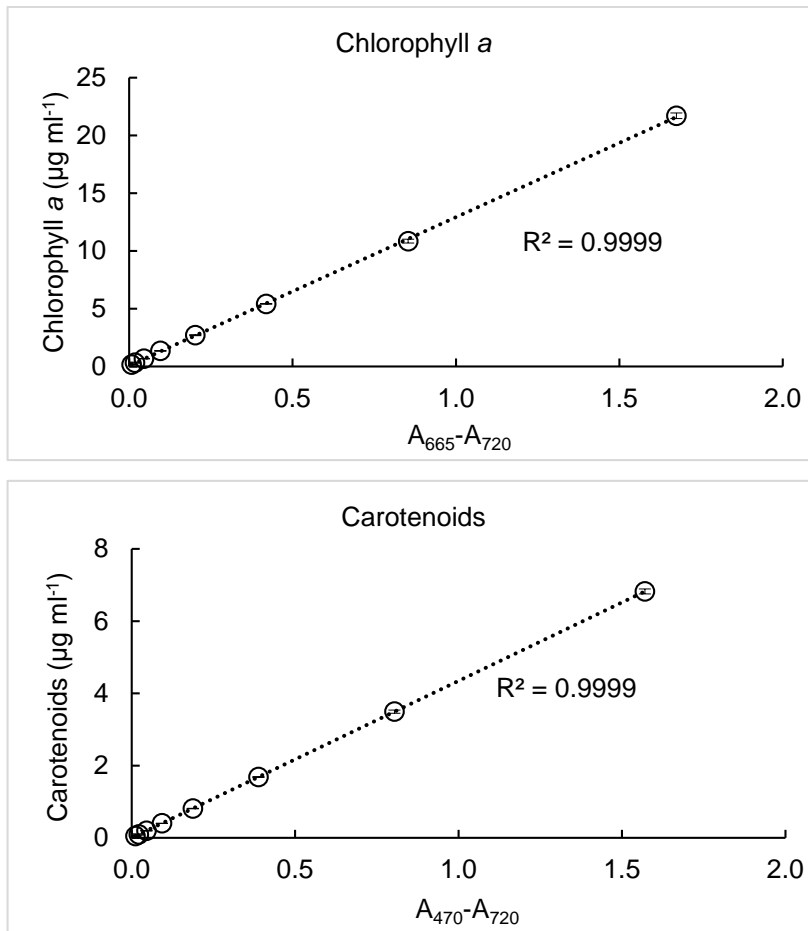 Chlorophyll a
Chlorophyll a (µg ml⁻¹)
25
20
15
10
5
0
R² = 0.9999
0.0 0.5 1.0 1.5 2.0
A₆₆₅-A₇₂₀
Carotenoids
Carotenoids (µg ml⁻¹)
8
6
4
2
0
R² = 0.9999
0.0 0.5 1.0 1.5 2.0
A₄₇₀-A₇₂₀